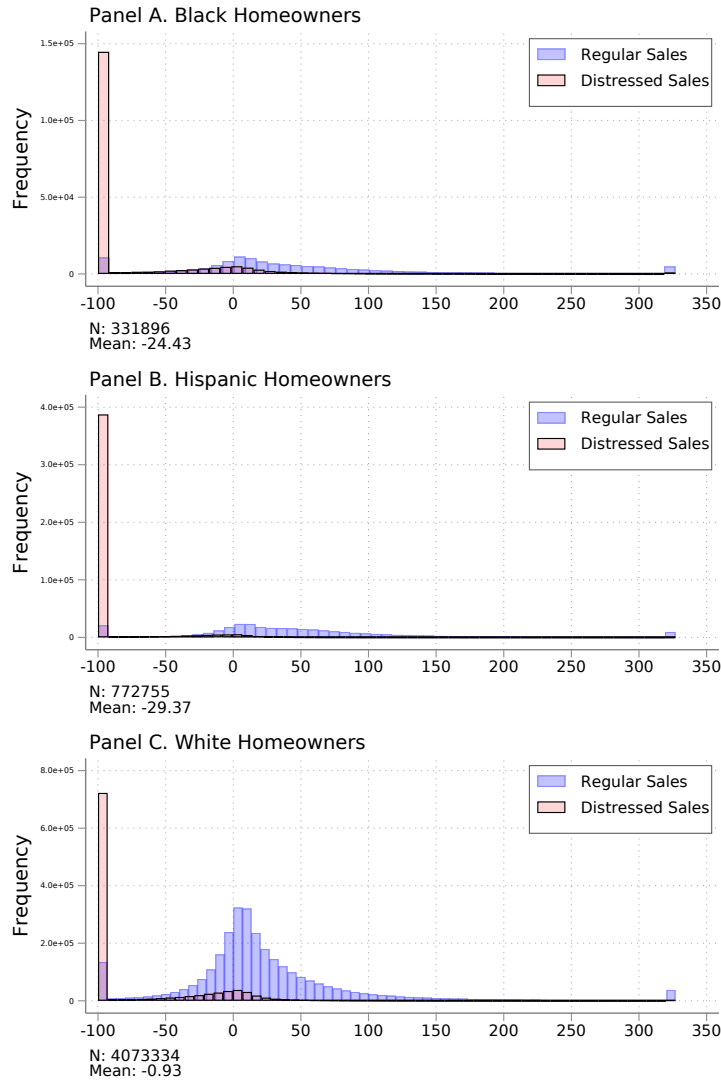 Panel A. Black Homeowners
1.5e+05
1.0e+05
5.0e+04
0
Frequency
Regular Sales
Distressed Sales
-100 -50 0 50 100 150 200 250 300 350
N: 331896
Mean: -24.43
Panel B. Hispanic Homeowners
4.0e+05
3.0e+05
2.0e+05
1.0e+05
0
Frequency
Regular Sales
Distressed Sales
-100 -50 0 50 100 150 200 250 300 350
N: 772755
Mean: -29.37
Panel C. White Homeowners
8.0e+05
6.0e+05
4.0e+05
2.0e+05
0
Frequency
Regular Sales
Distressed Sales
-100 -50 0 50 100 150 200 250 300 350
N: 4073334
Mean: -0.93